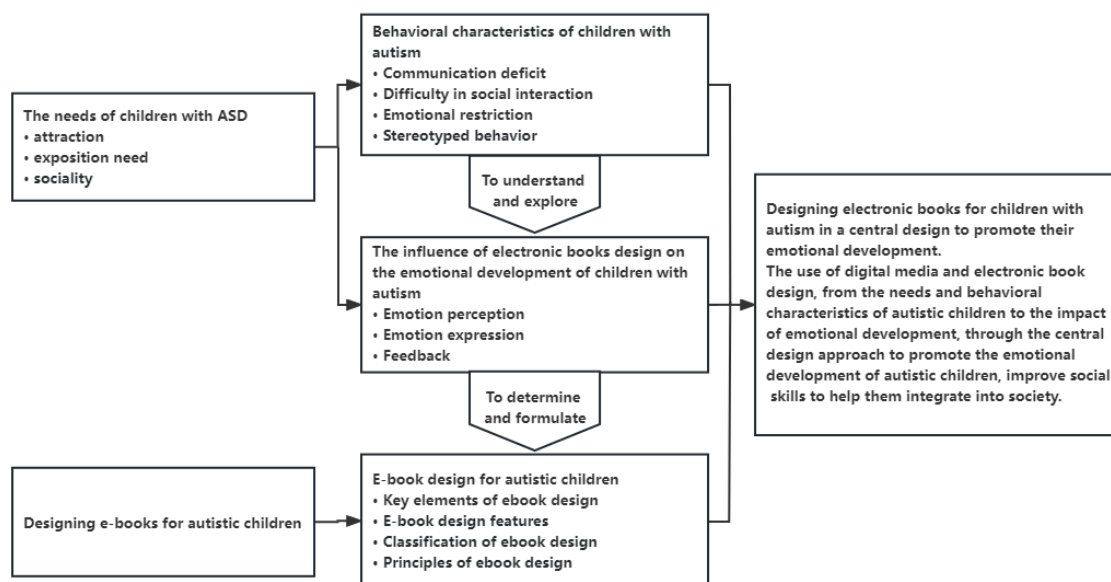 Behavioral characteristics of children with
autism
• Communication deficit
• Difficulty in social interaction
• Emotional restriction
• Stereotyped behavior
The needs of children with ASD
• attraction
• exposition need
• sociality
To understand
and explore
The influence of electronic books design on
the emotional development of children with
autism
• Emotion perception
• Emotion expression
• Feedback
To determine
and formulate
Designing e-books for autistic children
E-book design for autistic children
• Key elements of ebook design
• E-book design features
• Classification of ebook design
• Principles of ebook design
Designing electronic books for children with
autism in a central design to promote their
emotional development.
The use of digital media and electronic book
design, from the needs and behavioral
characteristics of autistic children to the impact
of emotional development, through the central
design approach to promote the emotional
development of autistic children, improve social
skills to help them integrate into society.